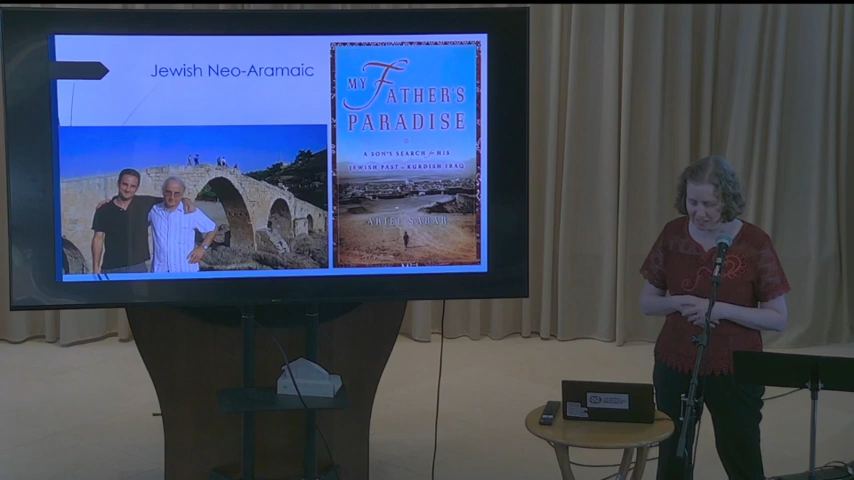 Jewish Neo-Aramaic
MY FATHER'S
PARADISE
A SON'S SEARCH for HIS
JEWISH PAST in KURDISH IRAQ
ARIEL SABAR